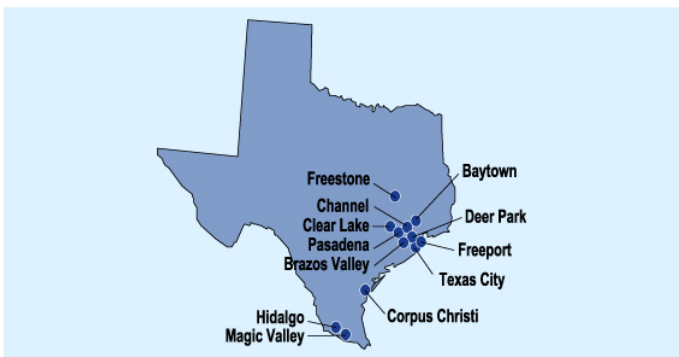 Baytown
Freestone
Channel
Deer Park
Clear Lake
Pasadena
Freeport
Brazos Valley
Texas City
Corpus Christi
Hidalgo
Magic Valley